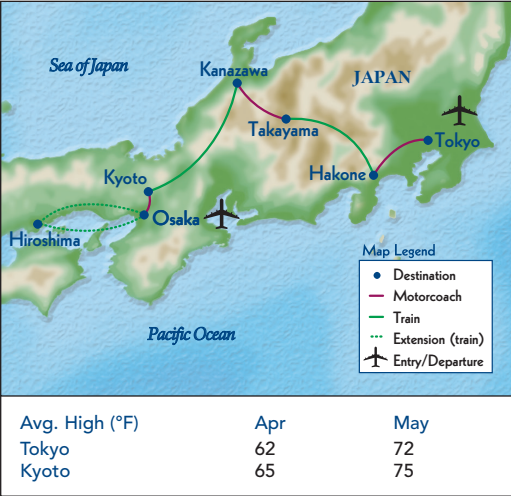 Sea of Japan
Kanazawa
JAPAN
Takayama
Tokyo
Kyoto
Hakone
Osaka
Hiroshima
Map Legend
Destination
Motorcoach
Train
Extension (train)
Entry/Departure
Pacific Ocean
Avg. High (°F) Apr May
Tokyo 62 72
Kyoto 65 75